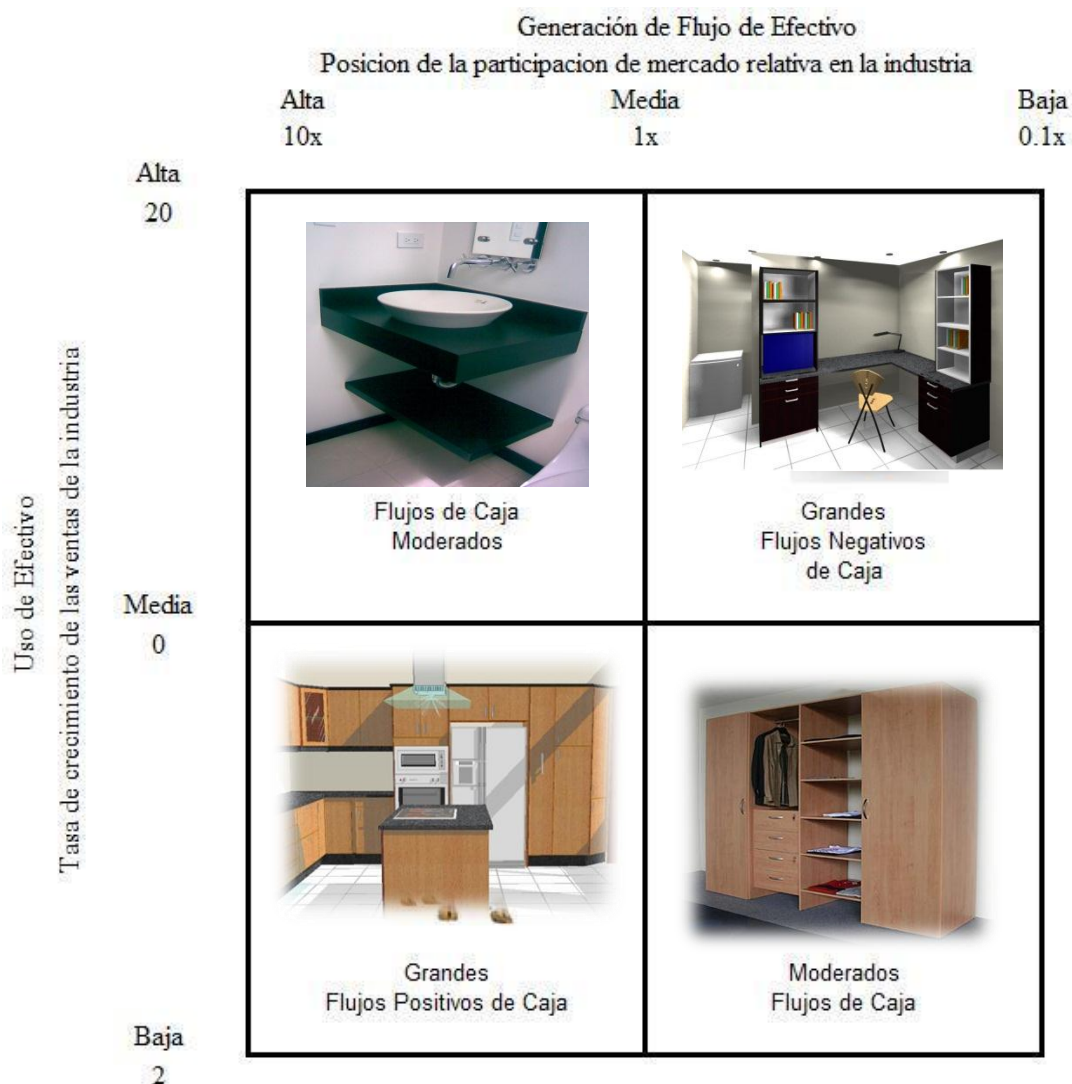 Generación de Flujo de Efectivo
Posicion de la participacion de mercado relativa en la industria
Alta
Media
Baja
10x
1x
0.1x
Alta
20
Uso de Efectivo
Tasa de crecimiento de las ventas de la industria
Flujos de Caja
Moderados
Grandes
Flujos Negativos
de Caja
Media
0
Grandes
Flujos Positivos de Caja
Moderados
Flujos de Caja
Baja
2